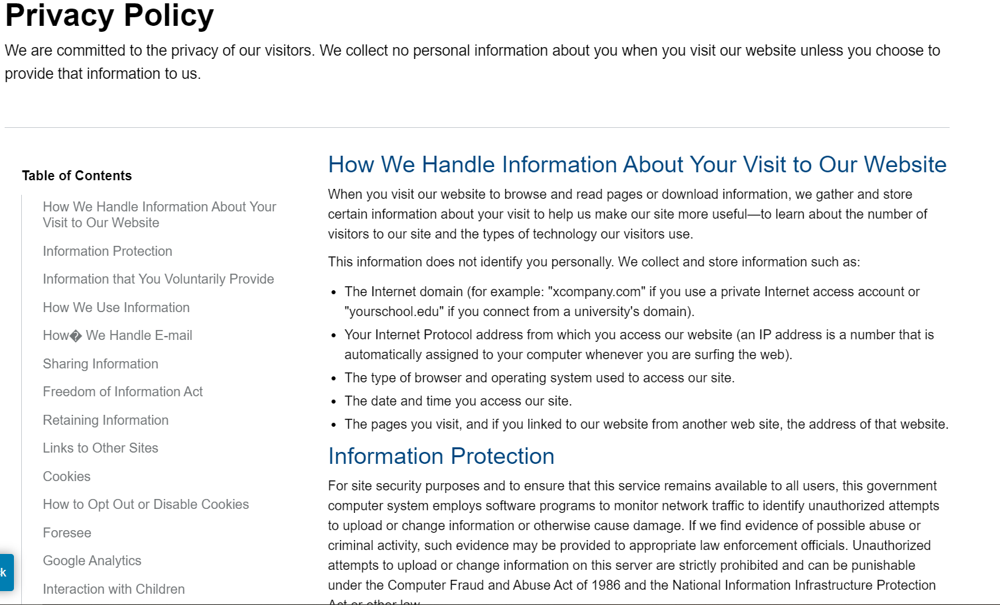 Privacy Policy
We are committed to the privacy of our visitors. We collect no personal information about you when you visit our website unless you choose to
provide that information to us.
Table of Contents
How We Handle Information About Your
Visit to Our Website
Information Protection
Information that You Voluntarily Provide
How We Use Information
How� We Handle E-mail
Sharing Information
Freedom of Information Act
Retaining Information
Links to Other Sites
Cookies
How to Opt Out or Disable Cookies
Foresee
Google Analytics
Interaction with Children
k
How We Handle Information About Your Visit to Our Website
When you visit our website to browse and read pages or download information, we gather and store
certain information about your visit to help us make our site more useful—to learn about the number of
visitors to our site and the types of technology our visitors use.
This information does not identify you personally. We collect and store information such as:
• The Internet domain (for example: "xcompany.com" if you use a private Internet access account or
"yourschool.edu" if you connect from a university's domain).
• Your Internet Protocol address from which you access our website (an IP address is a number that is
automatically assigned to your computer whenever you are surfing the web).
• The type of browser and operating system used to access our site.
• The date and time you access our site.
• The pages you visit, and if you linked to our website from another web site, the address of that website.
Information Protection
For site security purposes and to ensure that this service remains available to all users, this government
computer system employs software programs to monitor network traffic to identify unauthorized attempts
to upload or change information or otherwise cause damage. If we find evidence of possible abuse or
criminal activity, such evidence may be provided to appropriate law enforcement officials. Unauthorized
attempts to upload or change information on this server are strictly prohibited and can be punishable
under the Computer Fraud and Abuse Act of 1986 and the National Information Infrastructure Protection
Act or other law.